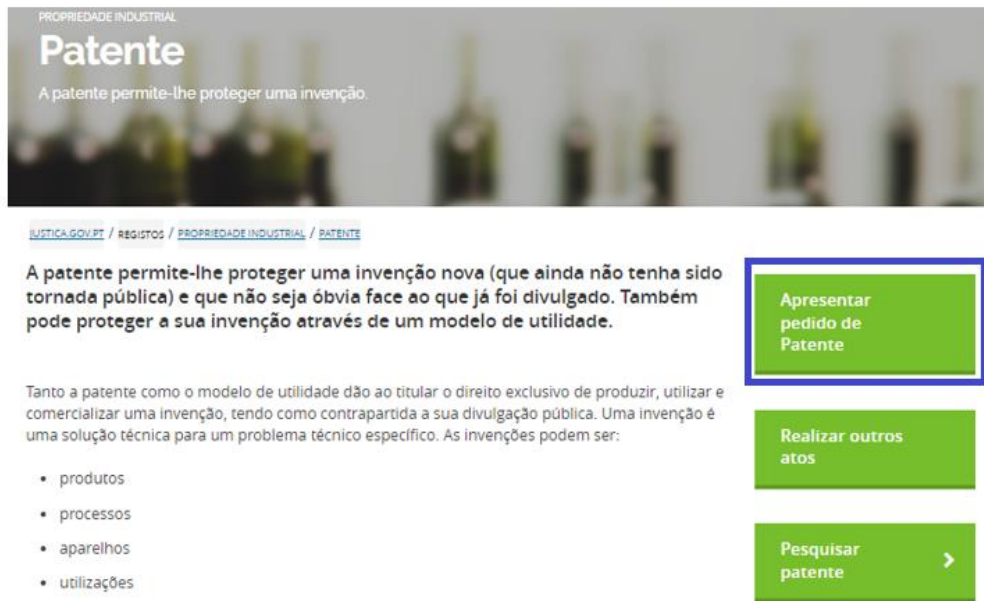 PROPRIEDADE INDUSTRIAL
Patente
A patente permite-lhe proteger uma invenção.
JUSTICA.GOV.PT / REGISTOS / PROPRIEDADE INDUSTRIAL / PATENTE
A patente permite-lhe proteger uma invenção nova (que ainda não tenha sido
tornada pública) e que não seja óbvia face ao que já foi divulgado. Também
pode proteger a sua invenção através de um modelo de utilidade.
Tanto a patente como o modelo de utilidade dão ao titular o direito exclusivo de produzir, utilizar e
comercializar uma invenção, tendo como contrapartida a sua divulgação pública. Uma invenção é
uma solução técnica para um problema técnico específico. As invenções podem ser:
• produtos
• processos
• aparelhos
• utilizações
Apresentar
pedido de
Patente
Realizar outros
atos
Pesquisar
patente